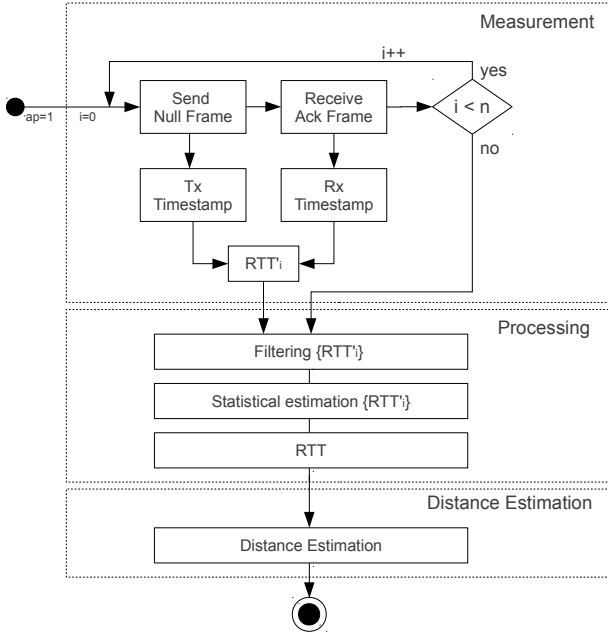 Measurement
i++
yes
Send
Null Frame
Receive
Ack Frame
i < n
ap=1
i=0
no
Tx
Timestamp
Rx
Timestamp
RTT'i
Processing
Filtering {RTT'i}
Statistical estimation {RTT'i}
RTT
Distance Estimation
Distance Estimation